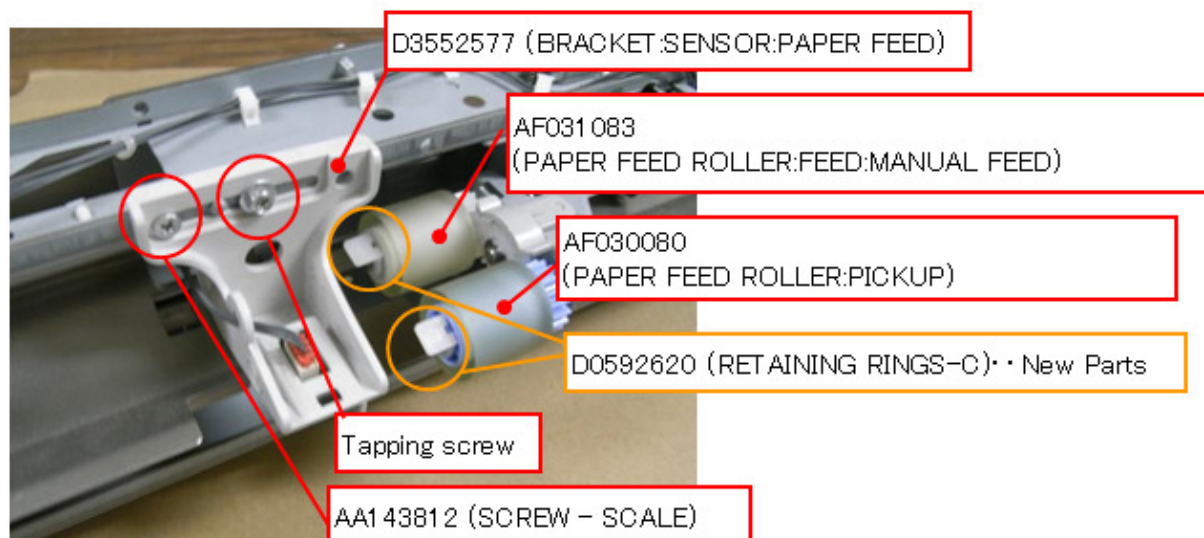 D3552577 (BRACKET:SENSOR:PAPER FEED)
AF031083
(PAPER FEED ROLLER:FEED:MANUAL FEED)
AF030080
(PAPER FEED ROLLER:PICKUP)
D0592620 (RETAINING RINGS-C)・・New Parts
Tapping screw
AA143812 (SCREW - SCALE)